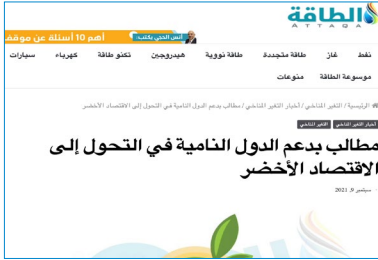 الطاقة
ATTAQA
أنس الحجي يكتب: أهم 10 أسئلة عن موقف
نفط غاز طاقة متجددة طاقة نووية هيدروجين تكنو طاقة كهرباء سيارات
موسوعة الطاقة منوعات
الرئيسية / التغير المناخي / أخبار التغير المناخي / مطالب بدعم الدول النامية في التحول إلى الاقتصاد الأخضر
أخبار التغير المناخي التغير المناخي
مطالب بدعم الدول النامية في التحول إلى
الاقتصاد الأخضر
سبتمبر 9, 2021